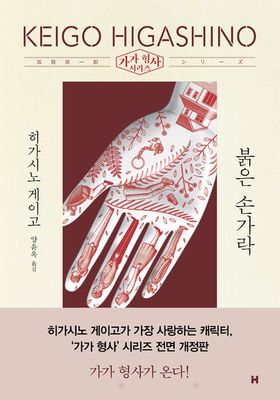 KEIGO HIGASHINO
加賀恭一郎 가가 형사 시리즈 シリーズ
붉은 손가락
히가시노 게이고
양윤옥 옮김
히가시노 게이고가 가장 사랑하는 캐릭터,
‘가가 형사’ 시리즈 전면 개정판
가가 형사가 온다!
H